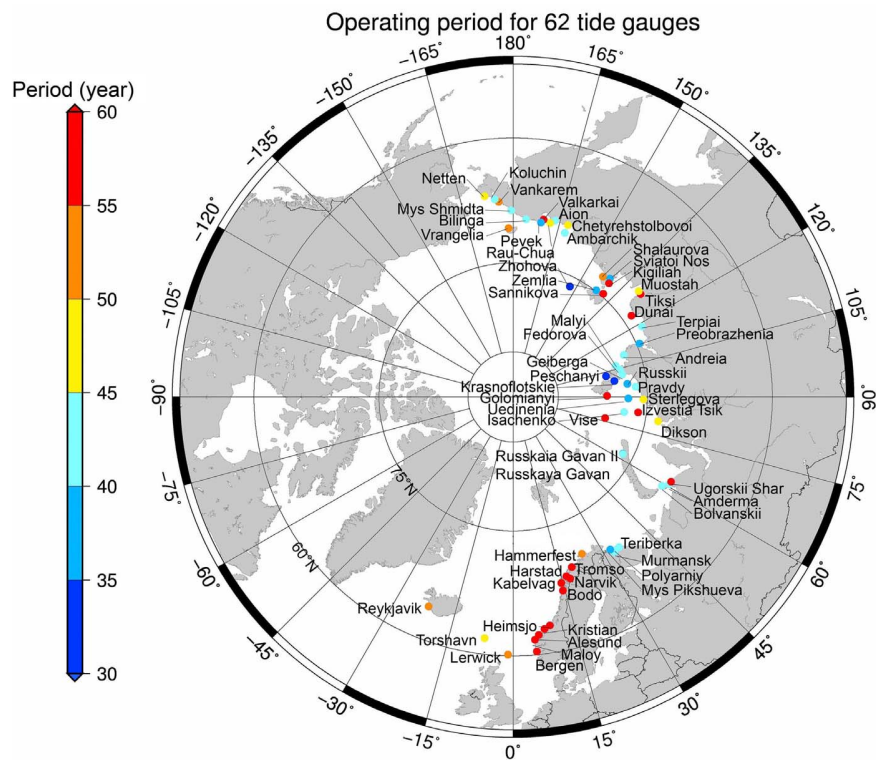 Operating period for 62 tide gauges
Period (year)
60
55
50
45
40
35
30
180°
165°
150°
135°
120°
105°
90°
75°
60°
45°
30°
15°
0°
−15°
−30°
−45°
−60°
−75°
−90°
−105°
−120°
−135°
−150°
−165°
75°N
60°N
Netten
Koluchin
Vankarem
Mys Shmidta
Valkarkai
Bilinga
Aion
Vrangelia
Chetyrehstolbovoi
Pevek
Ambarchik
Rau-Chua
Shalaurova
Zhohova
Sviatoi Nos
Zemlia
Kigiliah
Sannikova
Muostah
Tiksi
Dunai
Malyi
Terpiai
Fedorova
Preobrazhenia
Geiberga
Andreia
Peschanyi
Russkii
Krasnoflotskie
Pravdy
Golomianyi
Sterlegova
Uedinenia
Izvestia Tsik
Isachenko
Vise
Dikson
Russkaia Gavan II
Russkaya Gavan
Ugorskii Shar
Amderma
Bolvanskii
Teriberka
Hammerfest
Murmansk
Harstad
Tromso
Polyarniy
Kabelvag
Narvik
Mys Pikshueva
Bodo
Reykjavik
Heimsjo
Kristian
Torshavn
Alesund
Lerwick
Maloy
Bergen